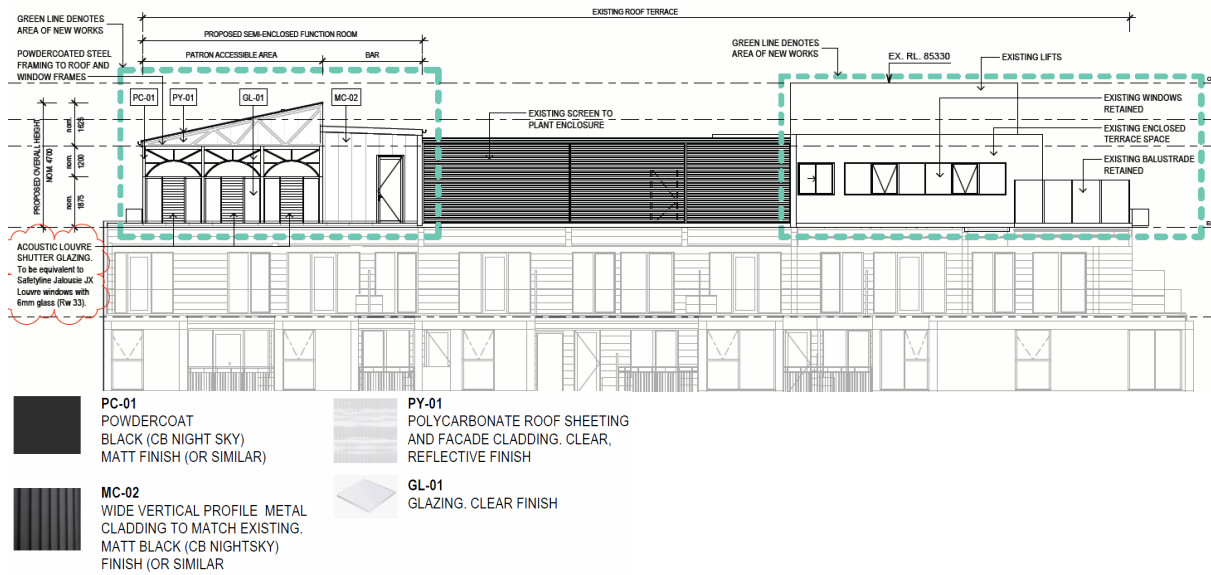 GREEN LINE DENOTES
AREA OF NEW WORKS
POWDERCOATED STEEL
FRAMING TO ROOF AND
WINDOW FRAMES
EXISTING ROOF TERRACE
PROPOSED SEMI-ENCLOSED FUNCTION ROOM
PATRON ACCESSIBLE AREA
BAR
GREEN LINE DENOTES
AREA OF NEW WORKS
EX. RL. 85330
EXISTING LIFTS
PC-01
PY-01
GL-01
MC-02
EXISTING SCREEN TO
PLANT ENCLOSURE
EXISTING WINDOWS
RETAINED
EXISTING ENCLOSED
TERRACE SPACE
EXISTING BALUSTRADE
RETAINED
PROPOSED OVERALL HEIGHT
NOM. 4700
nom.
1625
nom.
1200
nom.
1875
ACOUSTIC LOUVRE
SHUTTER GLAZING.
To be equivalent to
Safetyline Jalousie JX
Louvre windows with
6mm glass (Rw 33).
PC-01
POWDERCOAT
BLACK (CB NIGHT SKY)
MATT FINISH (OR SIMILAR)
PY-01
POLYCARBONATE ROOF SHEETING
AND FACADE CLADDING. CLEAR,
REFLECTIVE FINISH
MC-02
WIDE VERTICAL PROFILE METAL
CLADDING TO MATCH EXISTING.
MATT BLACK (CB NIGHTSKY)
FINISH (OR SIMILAR
GL-01
GLAZING. CLEAR FINISH